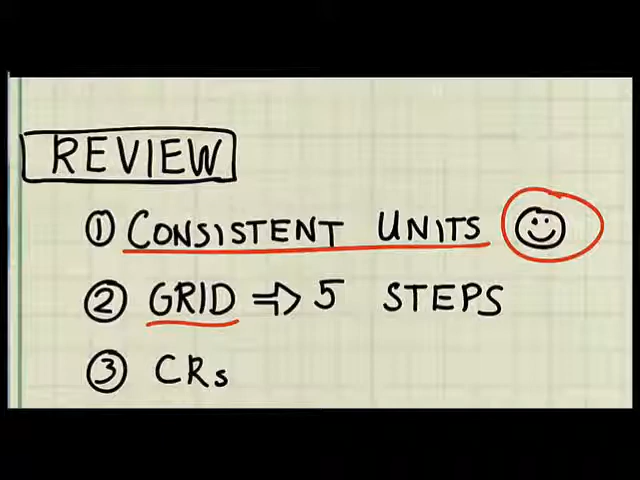 REVIEW
① CONSISTENT UNITS
② GRID ⇒ 5 STEPS
③ CRs